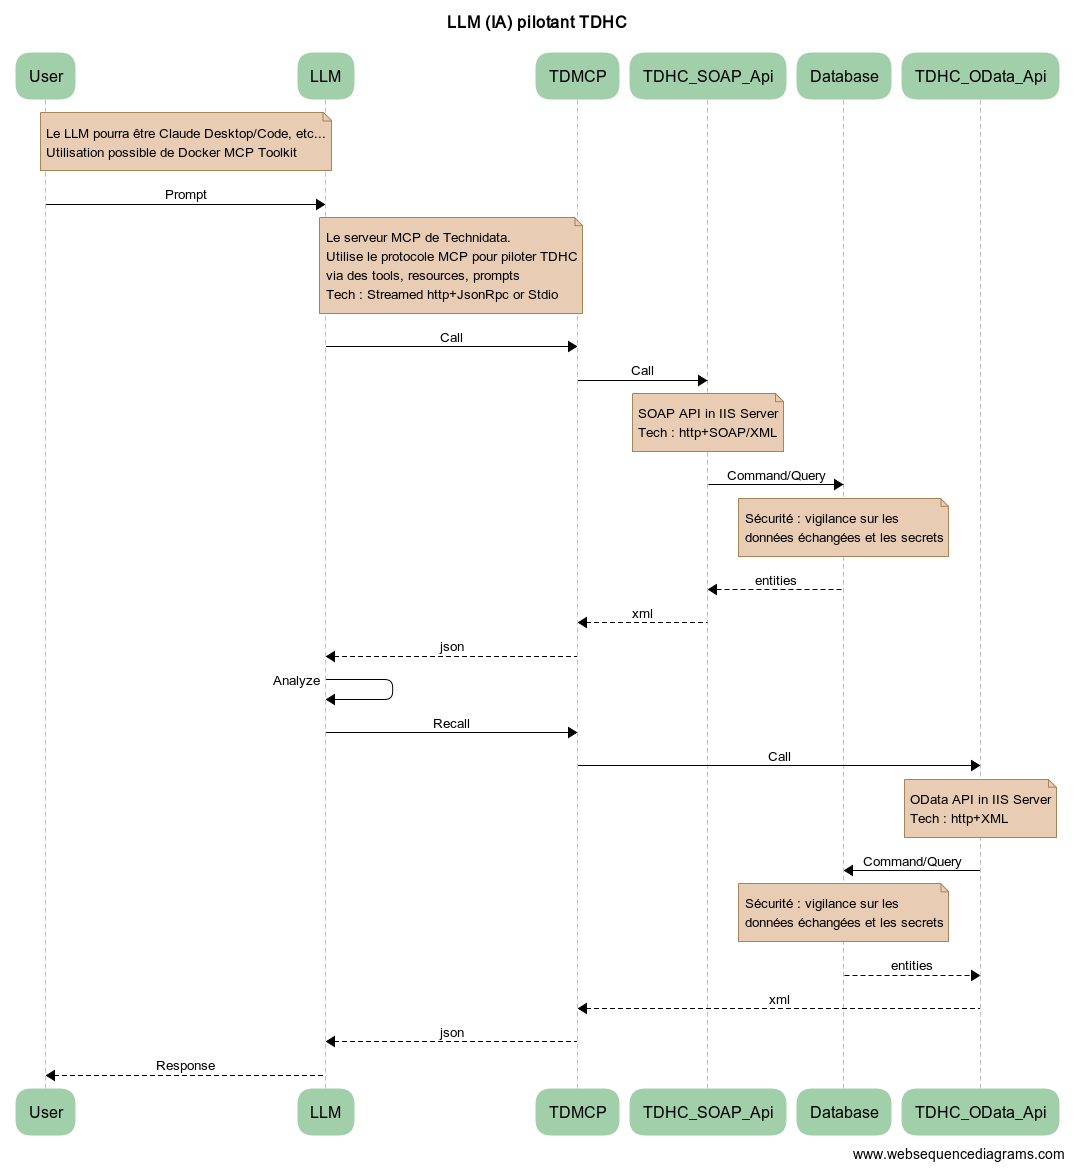 LLM (IA) pilotant TDHC
User
LLM
TDMCP
TDHC_SOAP_Api
Database
TDHC_OData_Api
Le LLM pourra être Claude Desktop/Code, etc...
Utilisation possible de Docker MCP Toolkit
Prompt
Le serveur MCP de Technidata.
Utilise le protocole MCP pour piloter TDHC
via des tools, resources, prompts
Tech : Streamed http+JsonRpc or Stdio
Call
Call
SOAP API in IIS Server
Tech : http+SOAP/XML
Command/Query
Sécurité : vigilance sur les
données échangées et les secrets
entities
xml
json
Analyze
Recall
Call
OData API in IIS Server
Tech : http+XML
Command/Query
Sécurité : vigilance sur les
données échangées et les secrets
entities
xml
json
Response
User
LLM
TDMCP
TDHC_SOAP_Api
Database
TDHC_OData_Api
www.websequencediagrams.com